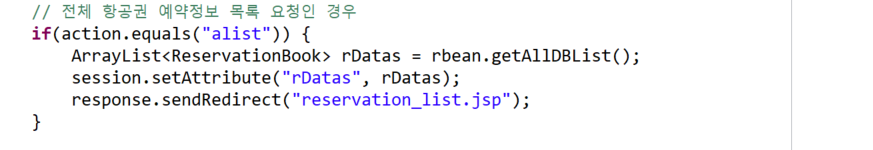 // 전체 항공권 예약정보 목록 요청인 경우
if(action.equals("alist")) {
    ArrayList<ReservationBook> rDatas = rbean.getAllDBList();
    session.setAttribute("rDatas", rDatas);
    response.sendRedirect("reservation_list.jsp");
}